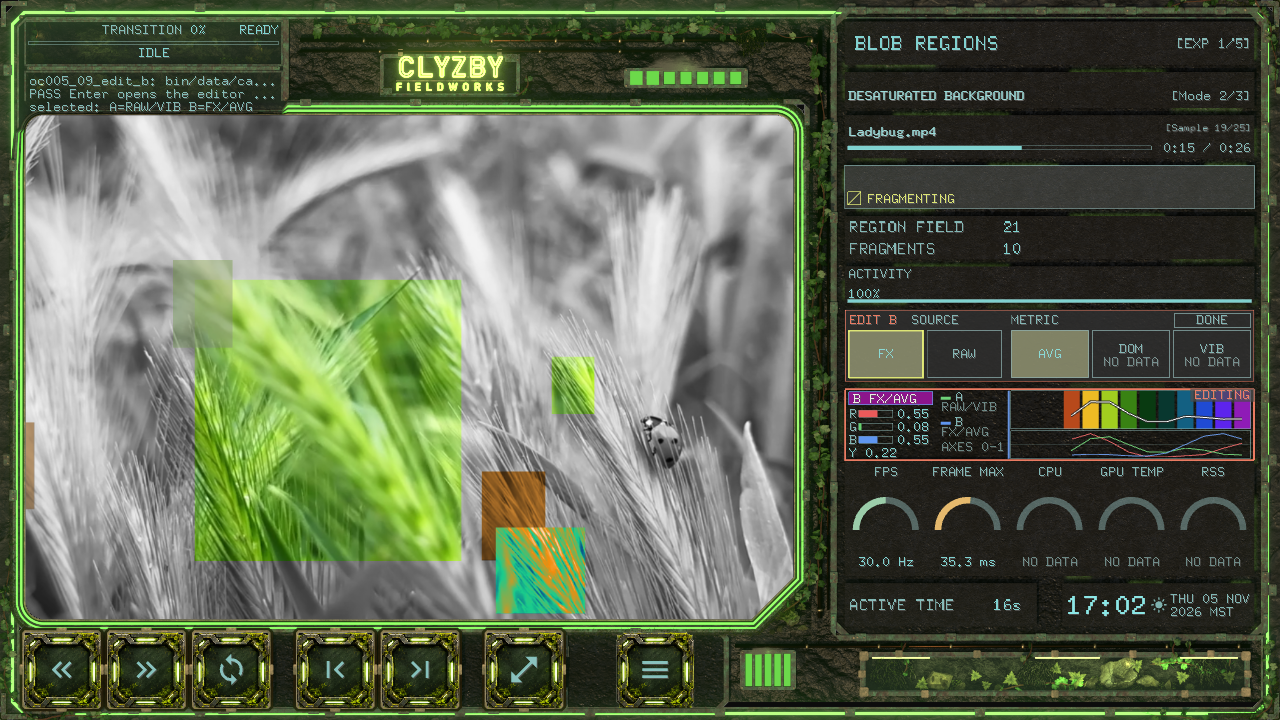 TRANSITION 0% READY
IDLE
oc005_09_edit_b: bin/data/ca...
PASS Enter opens the editor ...
selected: A=RAW/VIB B=FX/AVG
CLYZBY
FIELDWORKS
BLOB REGIONS [EXP 1/5]
DESATURATED BACKGROUND [Mode 2/3]
Ladybug.mp4 [Sample 19/25]
0:15 / 0:26
FRAGMENTING
REGION FIELD 21
FRAGMENTS 10
ACTIVITY
100%
EDIT B SOURCE METRIC DONE
FX RAW AVG DOM NO DATA VIB NO DATA
B FX/AVG A RAW/VIB EDITING
R 0.55 B FX/AVG
G 0.08 AXES 0-1
B 0.55
Y 0.22
FPS FRAME MAX CPU GPU TEMP RSS
30.0 Hz 35.3 ms NO DATA NO DATA NO DATA
ACTIVE TIME 16s
17:02 THU 05 NOV
2026 MST